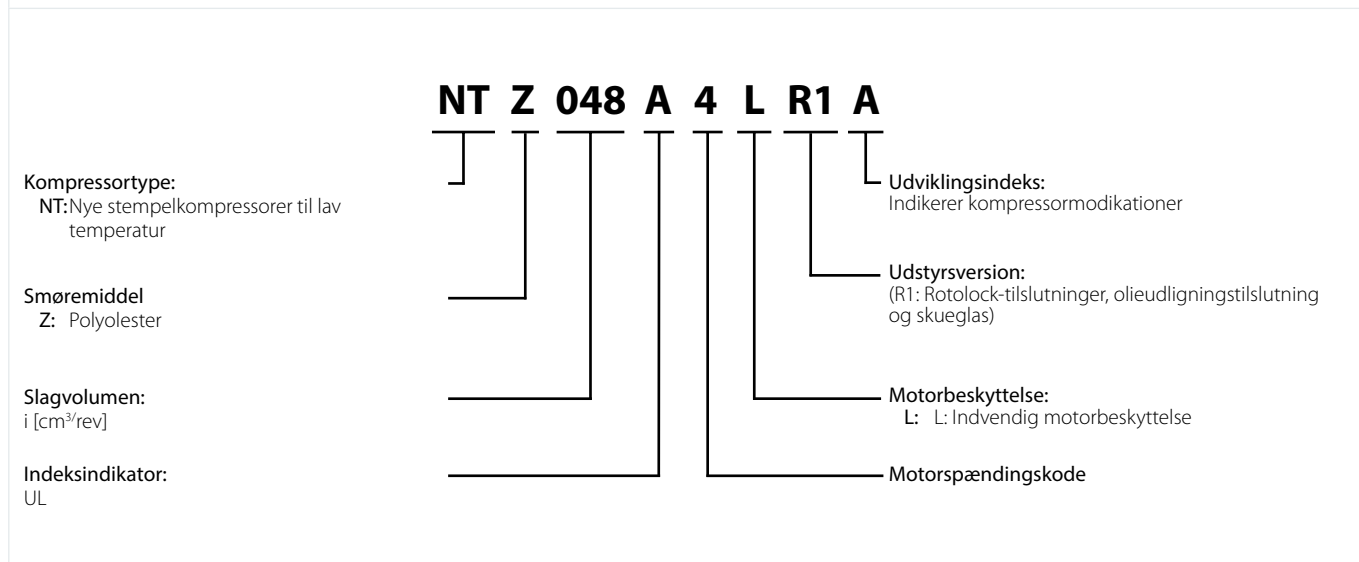 NT Z 048 A 4 L R1 A
Kompressortype:
NT: Nye stempelkompressorer til lav
temperatur
Smøremiddel
Z: Polyolester
Slagvolumen:
i [cm³/rev]
Indeksindikator:
UL
Udviklingsindeks:
Indikerer kompressormodikationer
Udstyrsversion:
(R1: Rotolock-tilslutninger, olieudligningstilslutning
og skueglas)
Motorbeskyttelse:
L: L: Indvendig motorbeskyttelse
Motorspændingskode